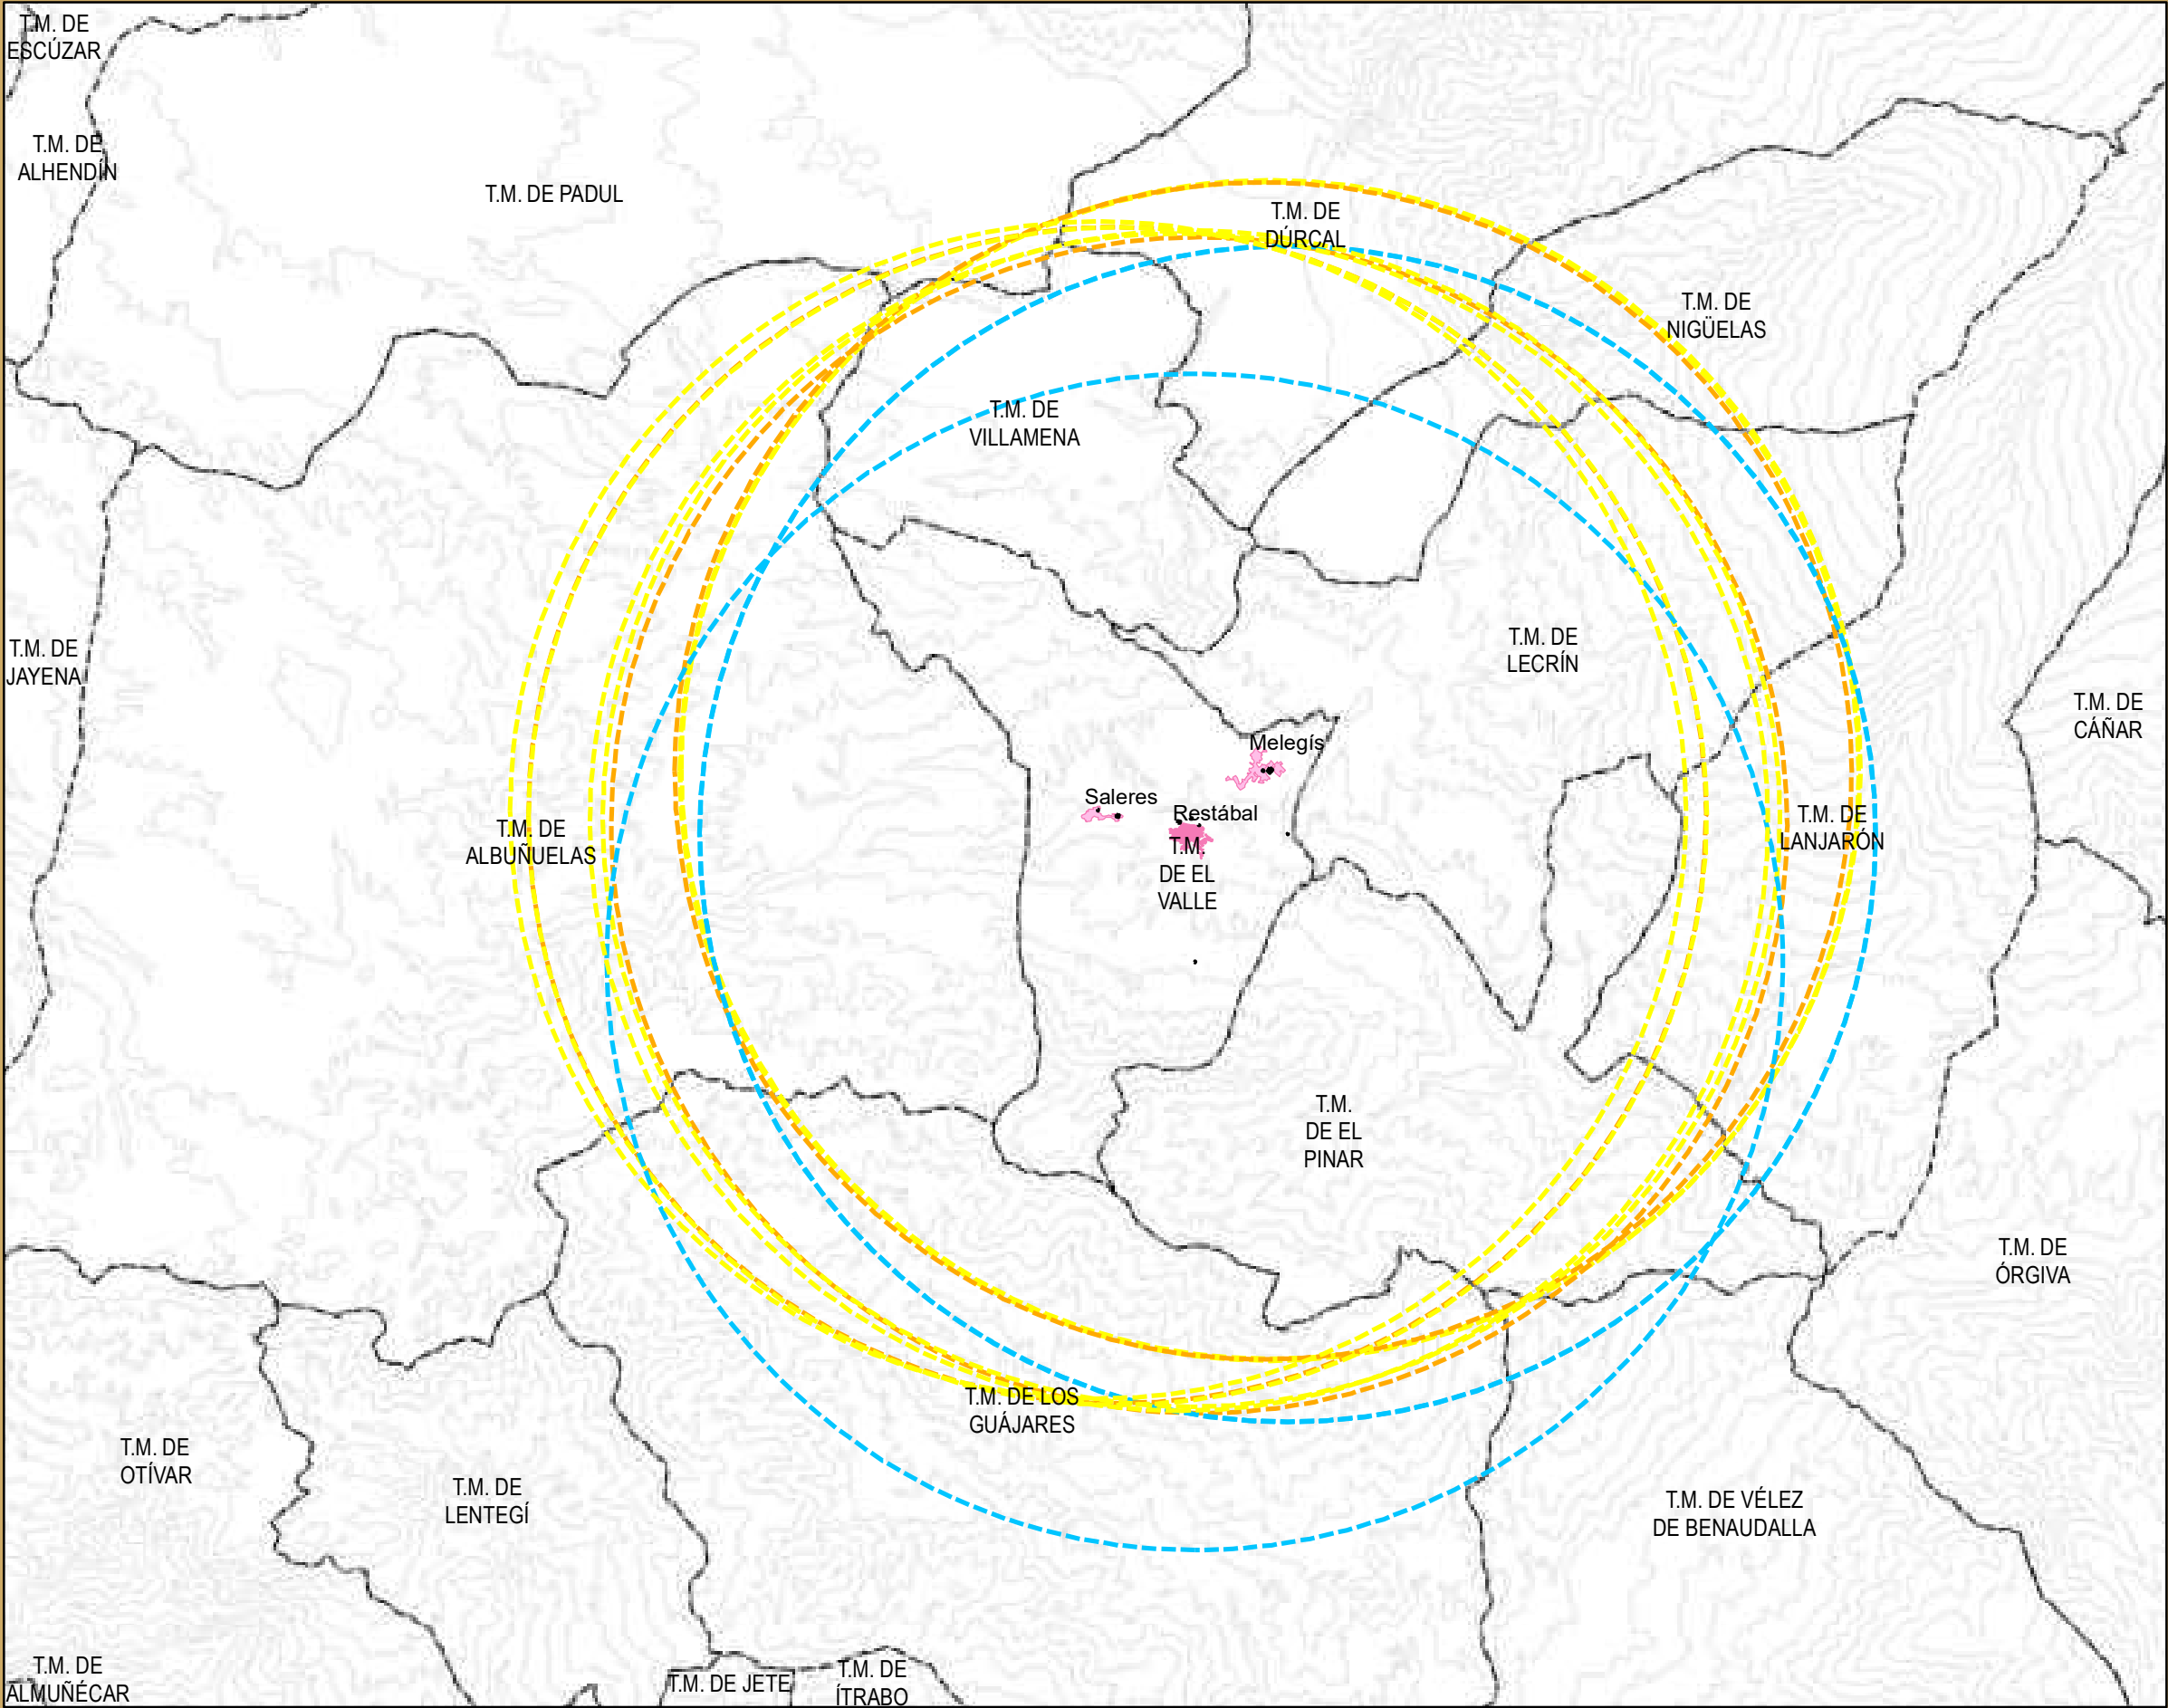 T.M. DE
ESCÚZAR
T.M. DE
ALHENDÍN
T.M. DE PADUL
T.M. DE
DÚRCAL
T.M. DE
NIGÜELAS
T.M. DE
VILLAMENA
T.M. DE
JAYENA
T.M. DE
LECRÍN
T.M. DE
CÁÑAR
Melegís
Saleres
Restábal
T.M. DE
ALBUÑUELAS
T.M.
DE EL
VALLE
T.M. DE
LANJARÓN
T.M.
DE EL
PINAR
T.M. DE
ÓRGIVA
T.M. DE LOS
GUÁJARES
T.M. DE
OTÍVAR
T.M. DE
LENTEGÍ
T.M. DE VÉLEZ
DE BENAUDALLA
T.M. DE
ALMUÑÉCAR
T.M. DE JETE
T.M. DE
ÍTRABO